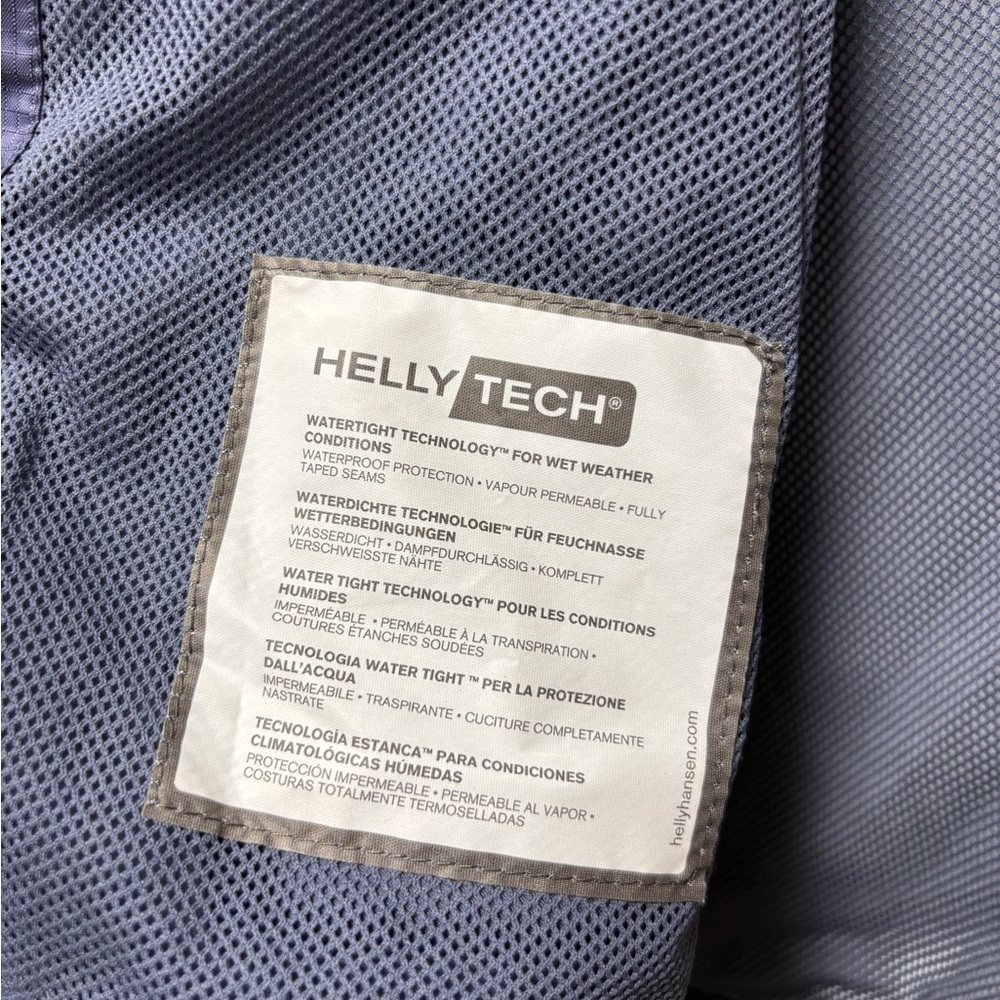 HELLY TECH®
WATERTIGHT TECHNOLOGY™ FOR WET WEATHER
CONDITIONS
WATERPROOF PROTECTION • VAPOUR PERMEABLE • FULLY
TAPED SEAMS
WATERDICHTE TECHNOLOGIE™ FÜR FEUCHNASSE
WETTERBEDINGUNGEN
WASSERDICHT • DAMPFDURCHLÄSSIG • KOMPLETT
VERSCHWEISSTE NÄHTE
WATER TIGHT TECHNOLOGY™ POUR LES CONDITIONS
HUMIDES
IMPERMÉABLE • PERMÉABLE À LA TRANSPIRATION •
COUTURES ÉTANCHES SOUDÉES
TECNOLOGIA WATER TIGHT ™ PER LA PROTEZIONE
DALL'ACQUA
IMPERMEABILE • TRASPIRANTE • CUCITURE COMPLETAMENTE
NASTRATE
TECNOLOGÍA ESTANCA™ PARA CONDICIONES
CLIMATOLÓGICAS HÚMEDAS
PROTECCIÓN IMPERMEABLE • PERMEABLE AL VAPOR •
COSTURAS TOTALMENTE TERMOSELLADAS
hellyhansen.com